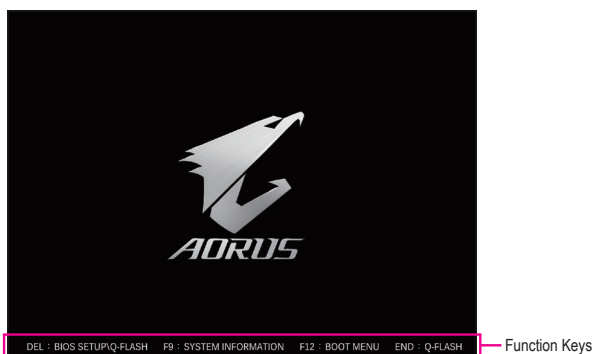 AORUS
DEL : BIOS SETUP\Q-FLASH F9 : SYSTEM INFORMATION F12 : BOOT MENU END : Q-FLASH
Function Keys